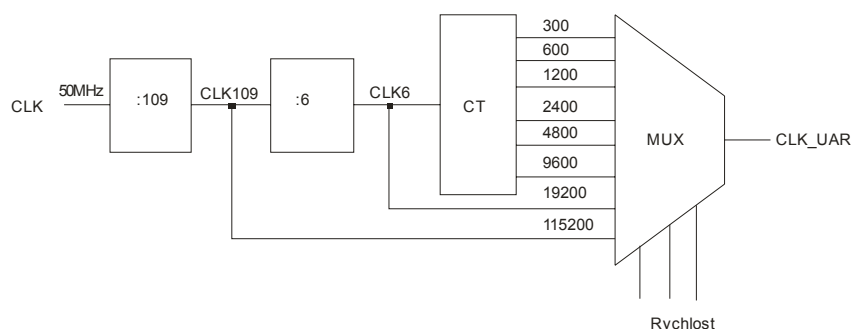 CLK
50MHz
:109
CLK109
:6
CLK6
CT
300
600
1200
2400
4800
9600
19200
115200
MUX
CLK_UAR
Rychlost